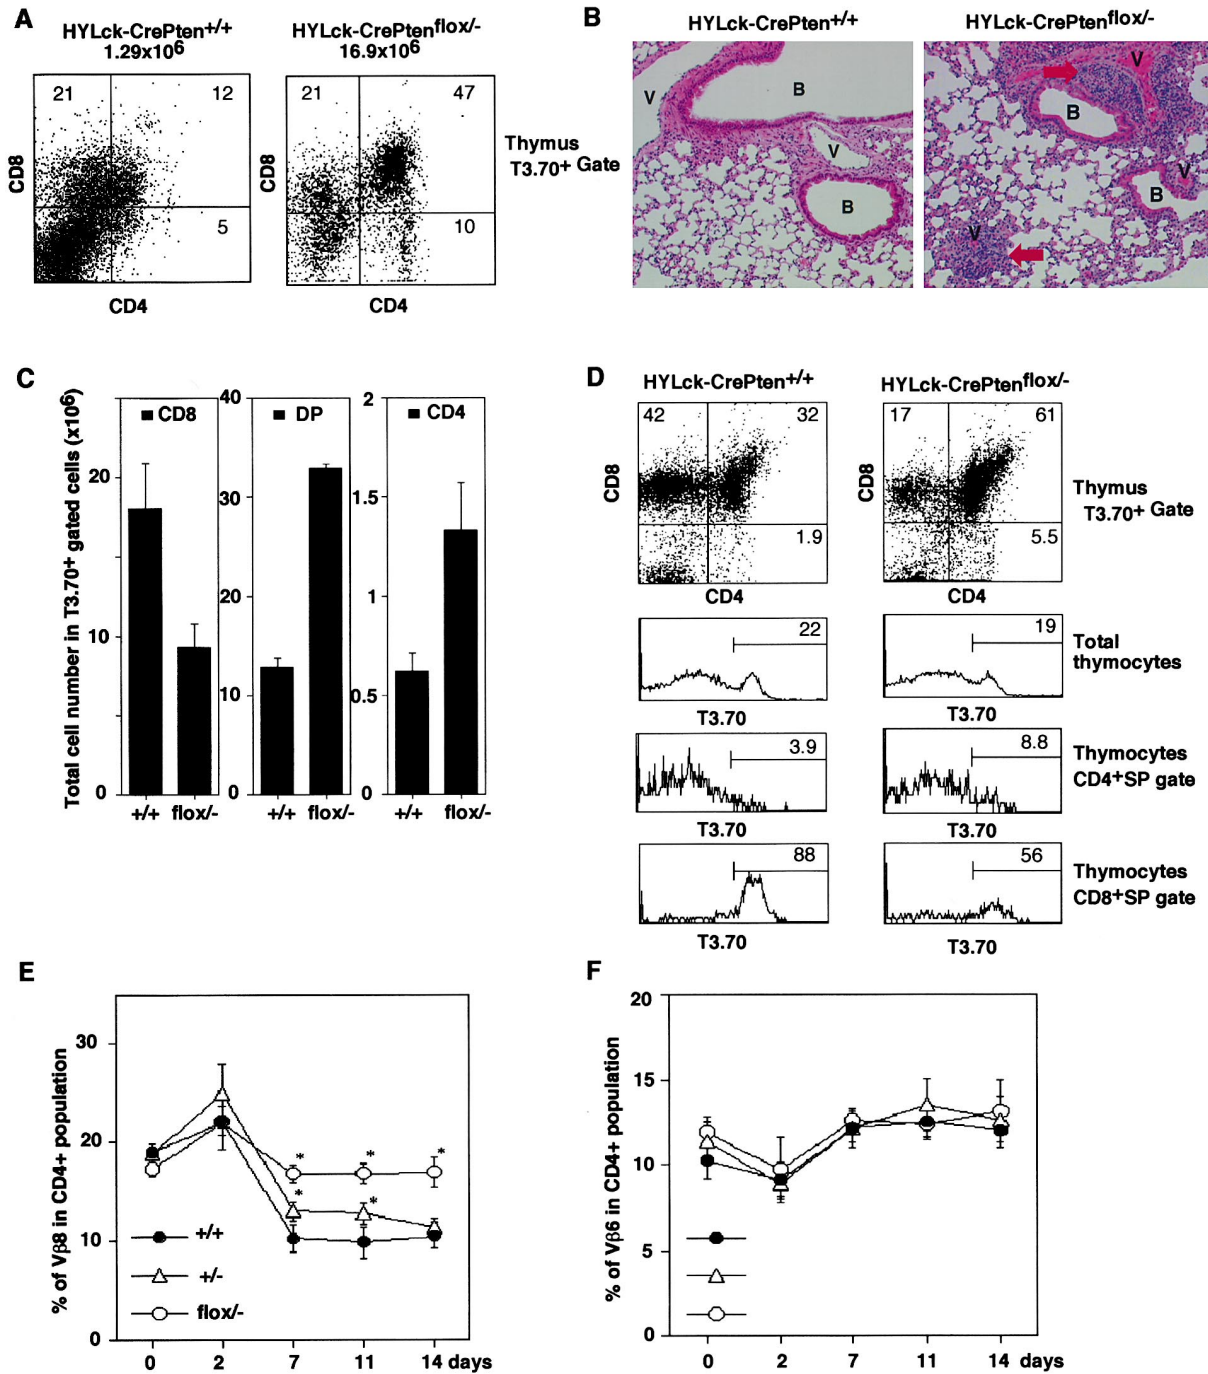 A
HYLck-CrePten+/+
1.29x10⁶
HYLck-CrePtenflox/-
16.9x10⁶
21
12
5
CD8
CD4
21
47
10
CD8
CD4
Thymus
T3.70+ Gate
B
HYLck-CrePten+/+
HYLck-CrePtenflox/-
V
B
V
B
V
B
V
B
V
C
Total cell number in T3.70+ gated cells (x10⁶)
CD8
20
10
0
+/+ flox/-
DP
40
30
20
10
0
+/+ flox/-
CD4
2
1.5
1
0.5
0
+/+ flox/-
D
HYLck-CrePten+/+
HYLck-CrePtenflox/-
42
32
1.9
CD8
CD4
17
61
5.5
CD8
CD4
Thymus
T3.70+ Gate
22
T3.70
19
T3.70
Total
thymocytes
3.9
T3.70
8.8
T3.70
Thymocytes
CD4+SP gate
88
T3.70
56
T3.70
Thymocytes
CD8+SP gate
E
% of Vβ8 in CD4+ population
30
20
10
0
*
*
*
*
*
+/+
+/-
flox/-
0 2 7 11 14 days
F
% of Vβ6 in CD4+ population
20
15
10
5
0
0 2 7 11 14 days